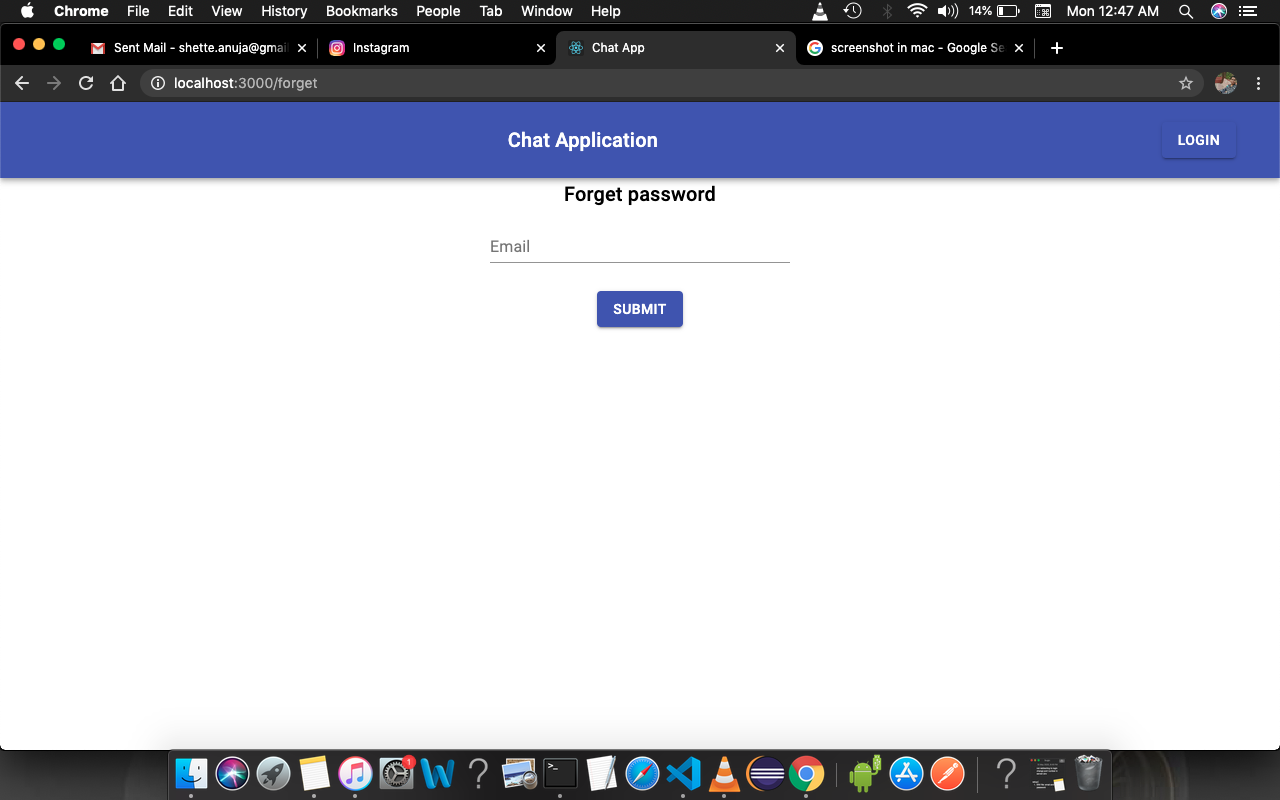 Chrome File Edit View History Bookmarks People Tab Window Help 14% Mon 12:47 AM
Sent Mail - shette.anuja@gmail Instagram Chat App screenshot in mac - Google Se
localhost:3000/forget
Chat Application LOGIN
Forget password
Email
SUBMIT
1